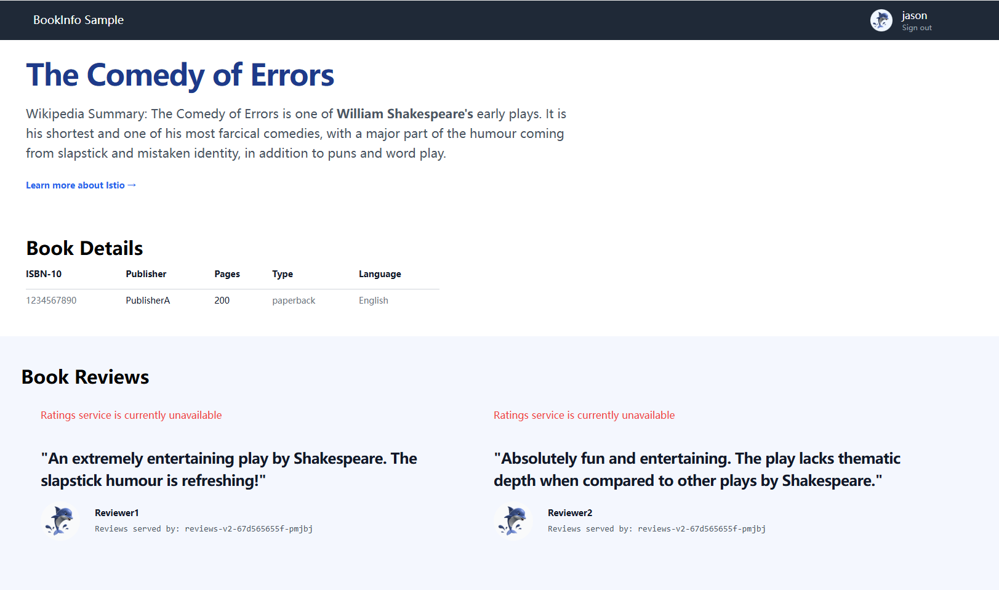 BookInfo Sample
jason
Sign out
The Comedy of Errors
Wikipedia Summary: The Comedy of Errors is one of William Shakespeare's early plays. It is
his shortest and one of his most farcical comedies, with a major part of the humour coming
from slapstick and mistaken identity, in addition to puns and word play.
Learn more about Istio →
Book Details
ISBN-10 Publisher Pages Type Language
1234567890 PublisherA 200 paperback English
Book Reviews
Ratings service is currently unavailable
"An extremely entertaining play by Shakespeare. The
slapstick humour is refreshing!"
Reviewer1
Reviews served by: reviews-v2-67d565655f-pmjbj
Ratings service is currently unavailable
"Absolutely fun and entertaining. The play lacks thematic
depth when compared to other plays by Shakespeare."
Reviewer2
Reviews served by: reviews-v2-67d565655f-pmjbj